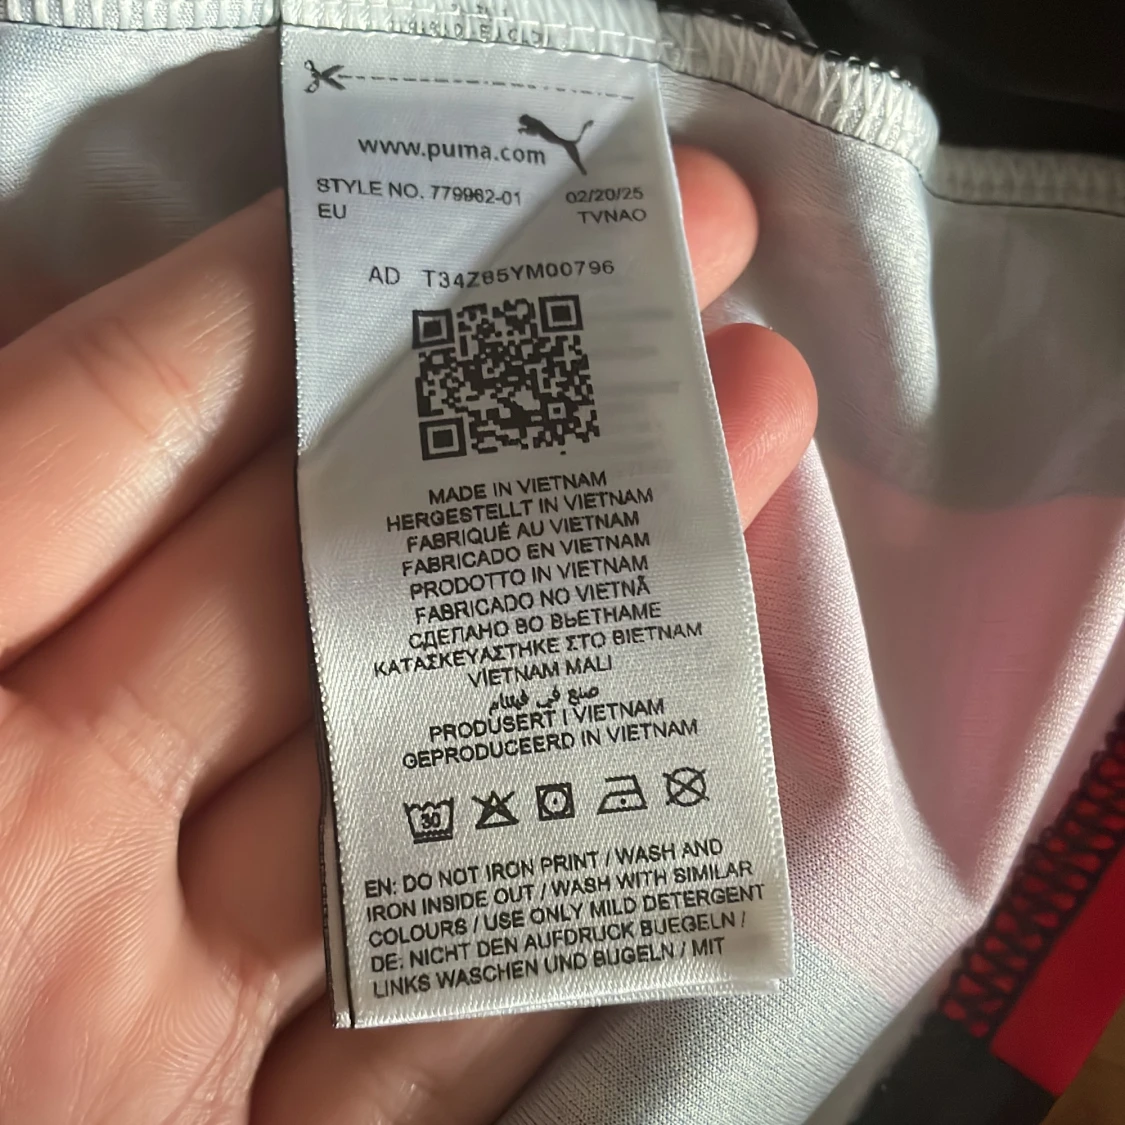 www.puma.com
STYLE NO. 779962-01 02/20/25
EU TVNAO
AD T34Z85YM00796
MADE IN VIETNAM
HERGESTELLT IN VIETNAM
FABRIQUÉ AU VIETNAM
FABRICADO EN VIETNAM
PRODOTTO IN VIETNAM
FABRICADO NO VIETNÃ
СДЕЛАНО ВО ВЬЕТНАМЕ
ΚΑΤΑΣΚΕΥΑΣΤΗΚΕ ΣΤΟ ΒΙΕΤΝΑΜ
VİETNAM MALI
صنع في فيتنام
PRODUSERT I VIETNAM
GEPRODUCEERD IN VIETNAM
30
EN: DO NOT IRON PRINT / WASH AND
IRON INSIDE OUT / WASH WITH SIMILAR
COLOURS / USE ONLY MILD DETERGENT
DE: NICHT DEN AUFDRUCK BUEGELN /
LINKS WASCHEN UND BUGELN / MIT